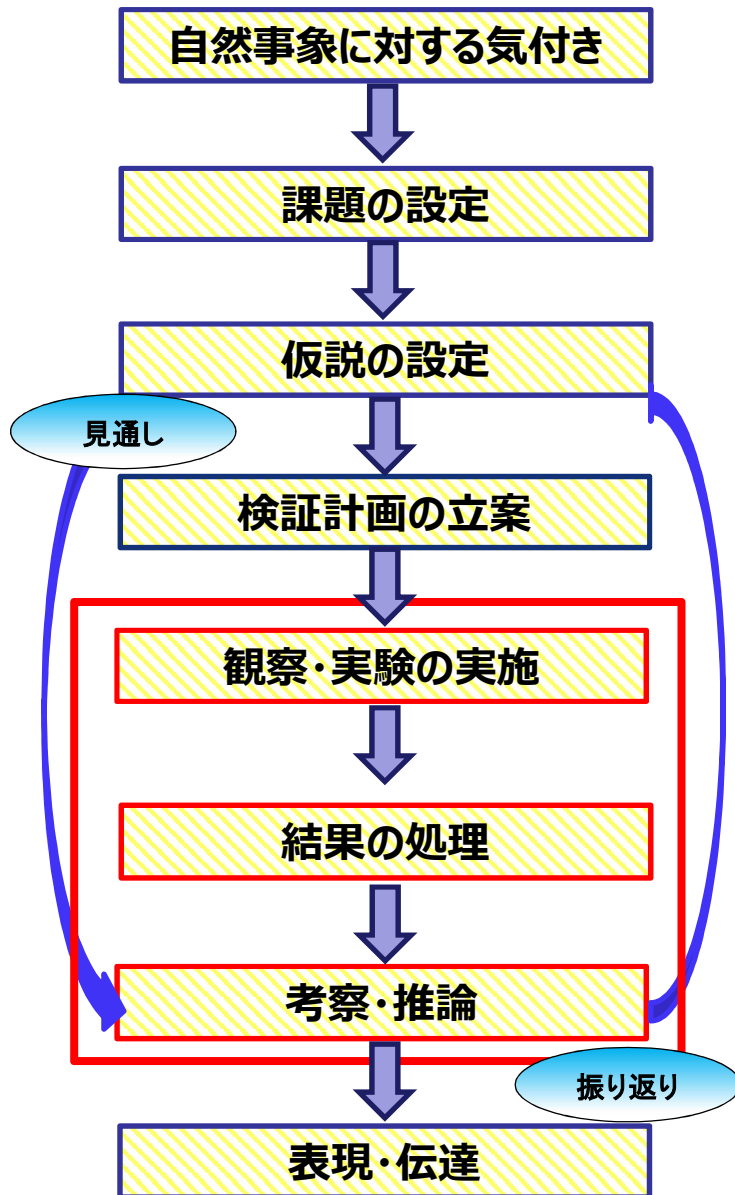 自然事象に対する気付き
課題の設定
仮説の設定
見通し
検証計画の立案
観察・実験の実施
結果の処理
考察・推論
振り返り
表現・伝達